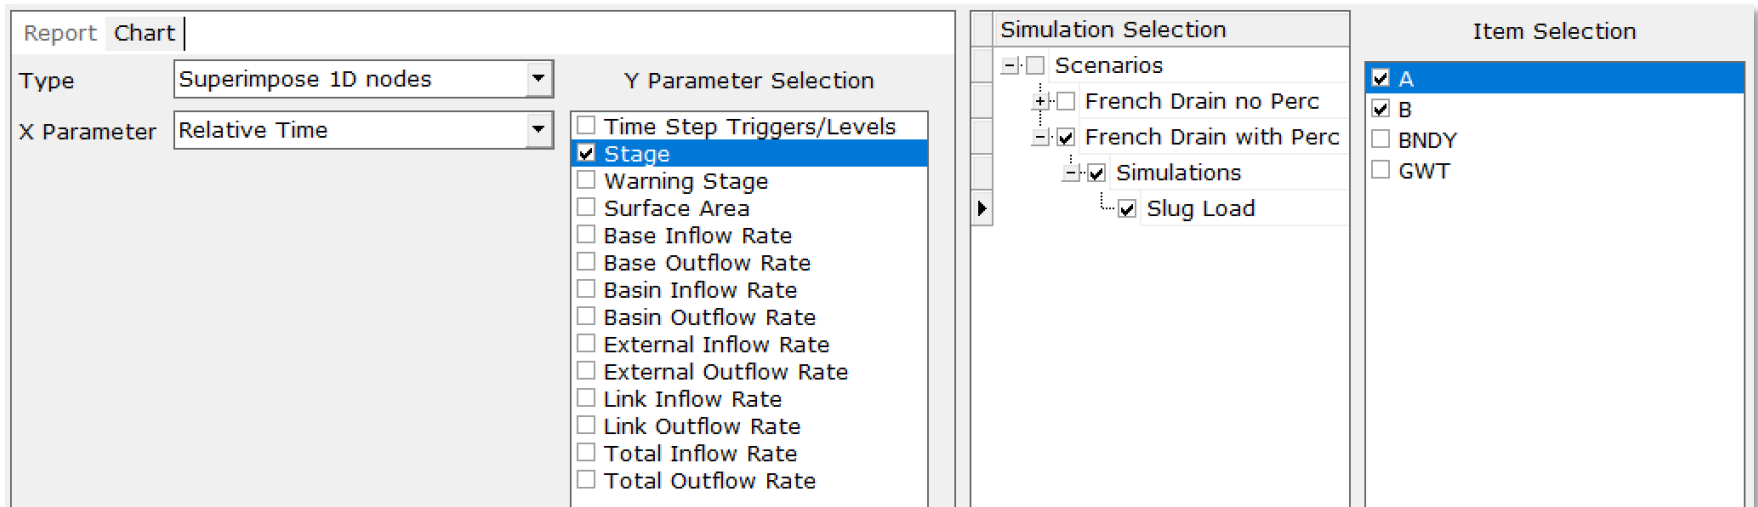 Report Chart
Type Superimpose 1D nodes
X Parameter Relative Time
Y Parameter Selection
Time Step Triggers/Levels
Stage
Warning Stage
Surface Area
Base Inflow Rate
Base Outflow Rate
Basin Inflow Rate
Basin Outflow Rate
External Inflow Rate
External Outflow Rate
Link Inflow Rate
Link Outflow Rate
Total Inflow Rate
Total Outflow Rate
Simulation Selection
Scenarios
French Drain no Perc
French Drain with Perc
Simulations
Slug Load
Item Selection
A
B
BNDY
GWT